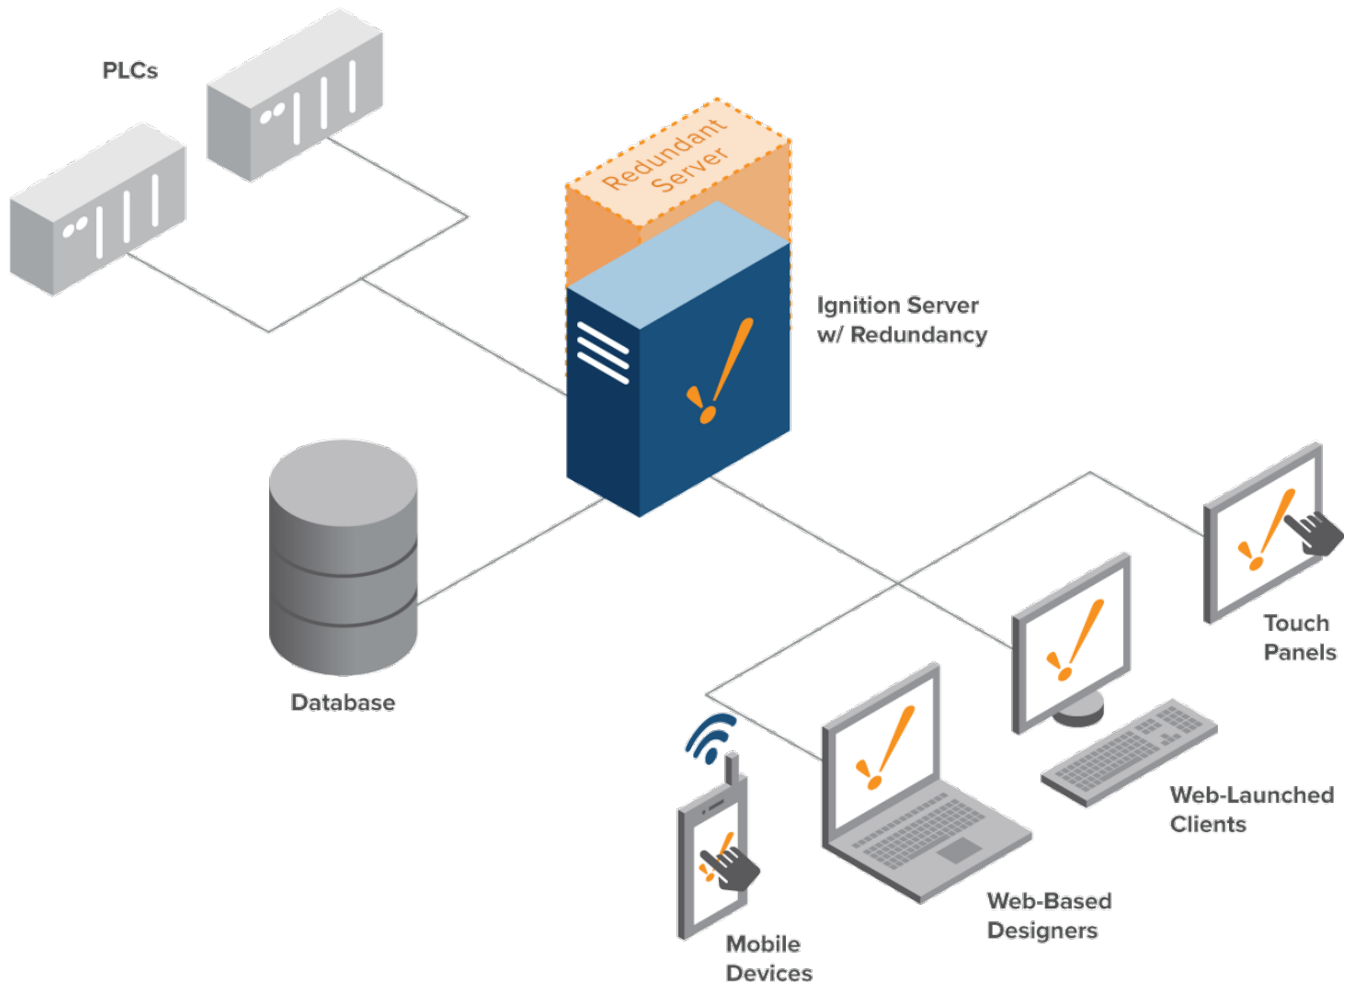 PLCs
Redundant
Server
Ignition Server
w/ Redundancy
Database
Touch
Panels
Web-Launched
Clients
Web-Based
Designers
Mobile
Devices